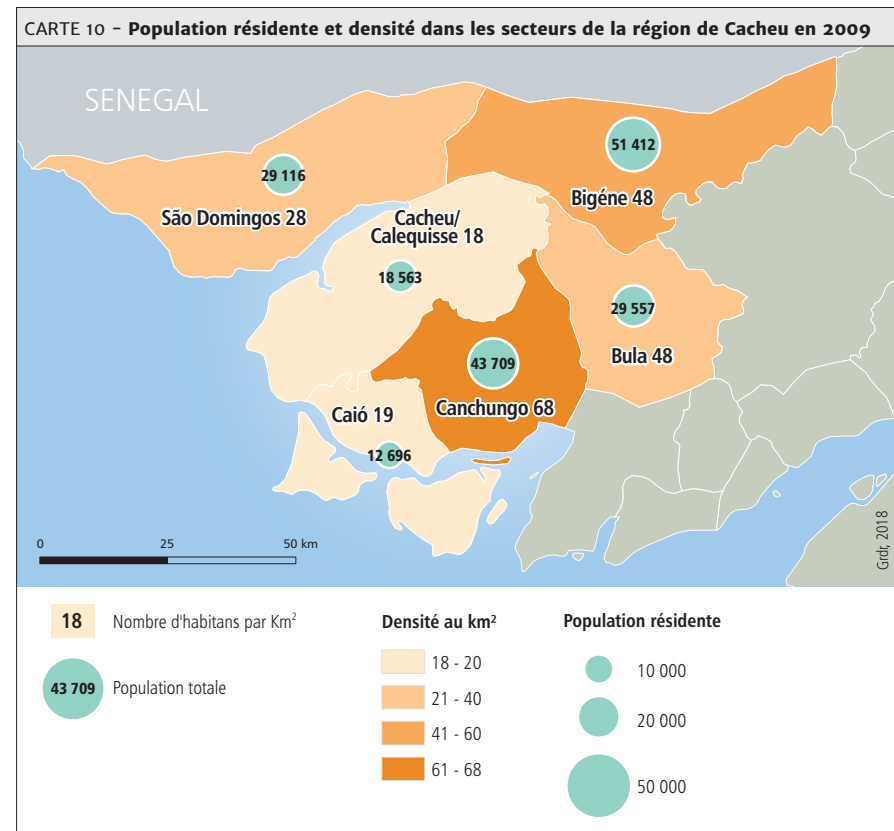 CARTE 10 – Population résidente et densité dans les secteurs de la région de Cacheu en 2009
SENEGAL
51 412
Bigéne 48
29 116
São Domingos 28
Cacheu/
Calequisse 18
18 563
29 557
Bula 48
43 709
Canchungo 68
Caió 19
12 696
0 25 50 km
Grdr, 2018
18 Nombre d'habitans par Km²
43 709 Population totale
Densité au km²
18 - 20
21 - 40
41 - 60
61 - 68
Population résidente
10 000
20 000
50 000